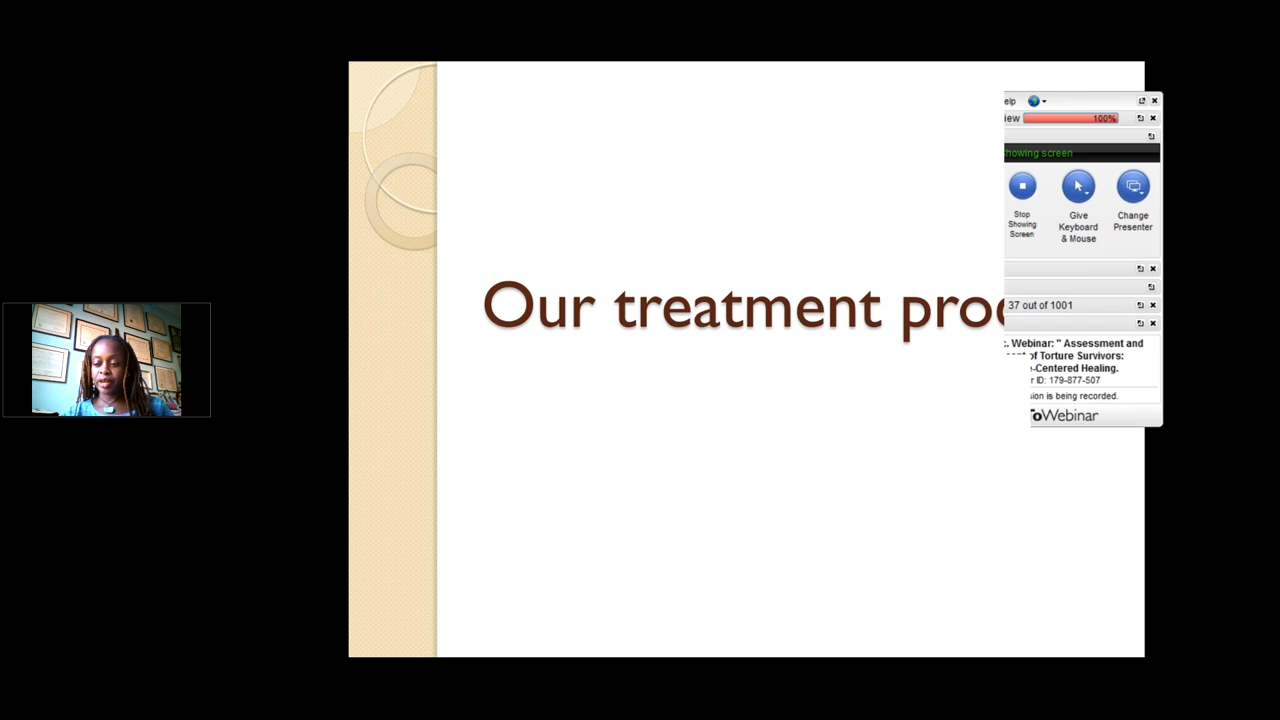 Our treatment proc
elp
iew 100%
howing screen
Stop
Showing
Screen
Give
Keyboard
& Mouse
Change
Presenter
37 out of 1001
:. Webinar: " Assessment and
of Torture Survivors:
e-Centered Healing.
r ID: 179-877-507
sion is being recorded.
ToWebinar